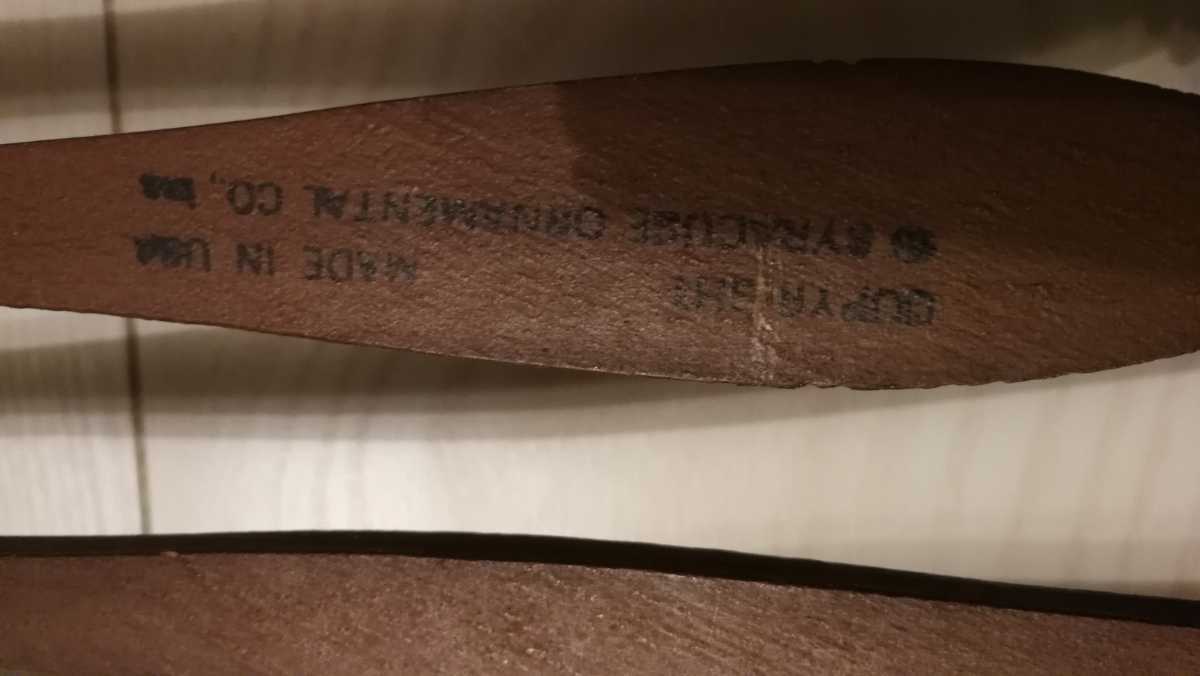 COPYRIGHT MADE IN USA
SYRACUSE ORNAMENTAL CO.,